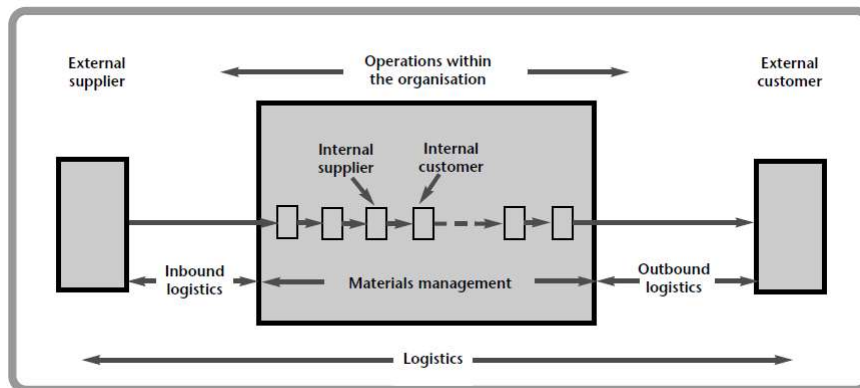 External
supplier
Operations within
the organisation
External
customer
Internal
supplier
Internal
customer
Inbound
logistics
Materials management
Outbound
logistics
Logistics